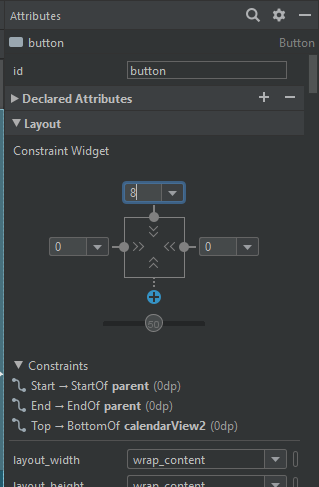 Attributes
button Button
id button
Declared Attributes
Layout
Constraint Widget
8
0 0
50
Constraints
Start → StartOf parent (0dp)
End → EndOf parent (0dp)
Top → BottomOf calendarView2 (0dp)
layout_width wrap_content
layout_height wrap_content